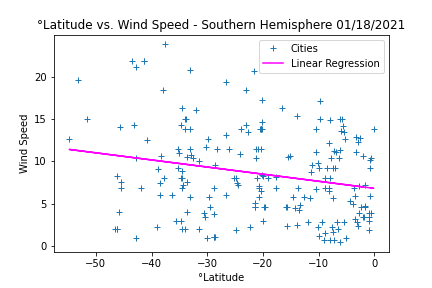 °Latitude vs. Wind Speed - Southern Hemisphere 01/18/2021
Cities
Linear Regression
Wind Speed
20
15
10
5
0
−50
−40
−30
−20
−10
0
°Latitude